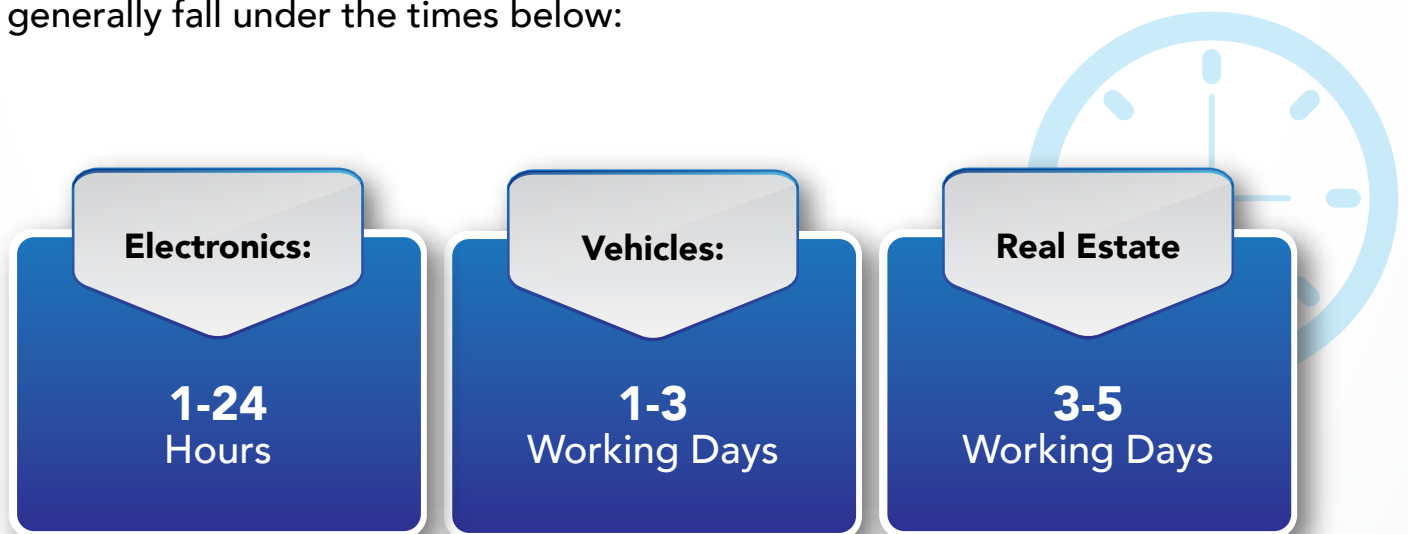 generally fall under the times below:
Electronics:
1-24
Hours
Vehicles:
1-3
Working Days
Real Estate
3-5
Working Days